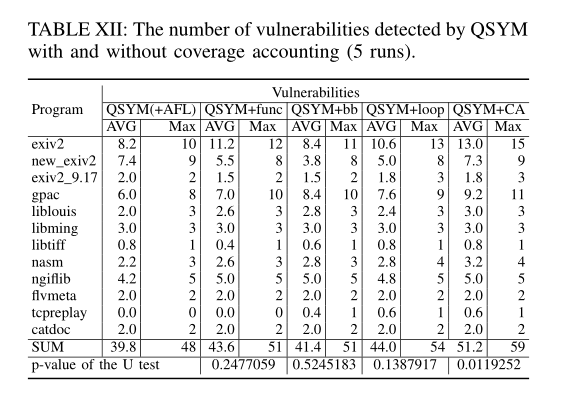 TABLE XII: The number of vulnerabilities detected by QSYM
with and without coverage accounting (5 runs).
Vulnerabilities
Program QSYM(+AFL) QSYM+func QSYM+bb QSYM+loop QSYM+CA
AVG Max AVG Max AVG Max AVG Max AVG Max
exiv2 8.2 10 11.2 12 8.4 11 10.6 13 13.0 15
new_exiv2 7.4 9 5.5 8 3.8 8 5.0 8 7.3 9
exiv2_9.17 2.0 2 1.5 2 1.5 2 1.8 3 1.8 3
gpac 6.0 8 7.0 10 8.4 10 7.6 9 9.2 11
liblouis 2.0 3 2.6 3 2.8 3 2.4 3 3.0 3
libming 3.0 3 3.0 3 3.0 3 3.0 3 3.0 3
libtiff 0.8 1 0.4 1 0.6 1 0.8 1 0.8 1
nasm 2.2 3 2.6 3 2.8 3 2.8 4 3.2 4
ngiflib 4.2 5 5.0 5 5.0 5 4.8 5 5.0 5
flvmeta 2.0 2 2.0 2 2.0 2 2.0 2 2.0 2
tcpreplay 0.0 0 0.0 0 0.4 1 0.6 1 0.6 1
catdoc 2.0 2 2.0 2 2.0 2 2.0 2 2.0 2
SUM 39.8 48 43.6 51 41.4 51 44.0 54 51.2 59
p-value of the U test 0.2477059 0.5245183 0.1387917 0.0119252